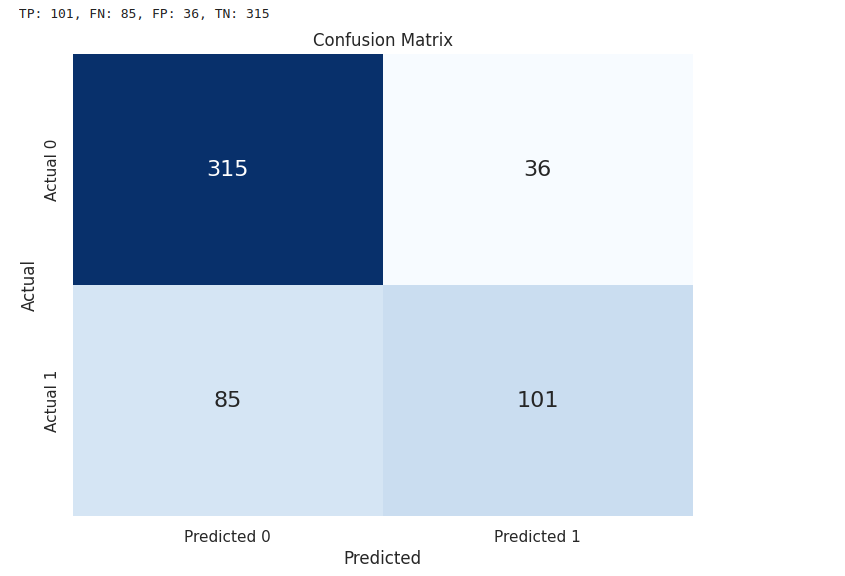 TP: 101, FN: 85, FP: 36, TN: 315
Confusion Matrix
Actual 0
315
36
Actual
Actual 1
85
101
Predicted 0
Predicted 1
Predicted